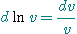 d ln v = dv/v